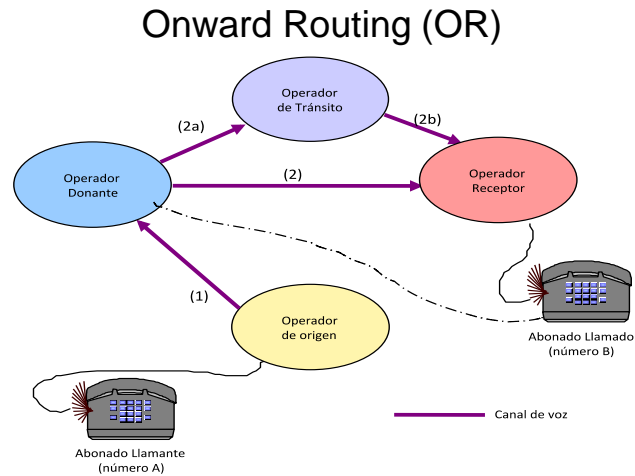 Onward Routing (OR)
Operador
de Tránsito
(2a)
(2b)
Operador
Donante
(2)
Operador
Receptor
(1)
Operador
de origen
Abonado Llamado
(número B)
Canal de voz
Abonado Llamante
(número A)